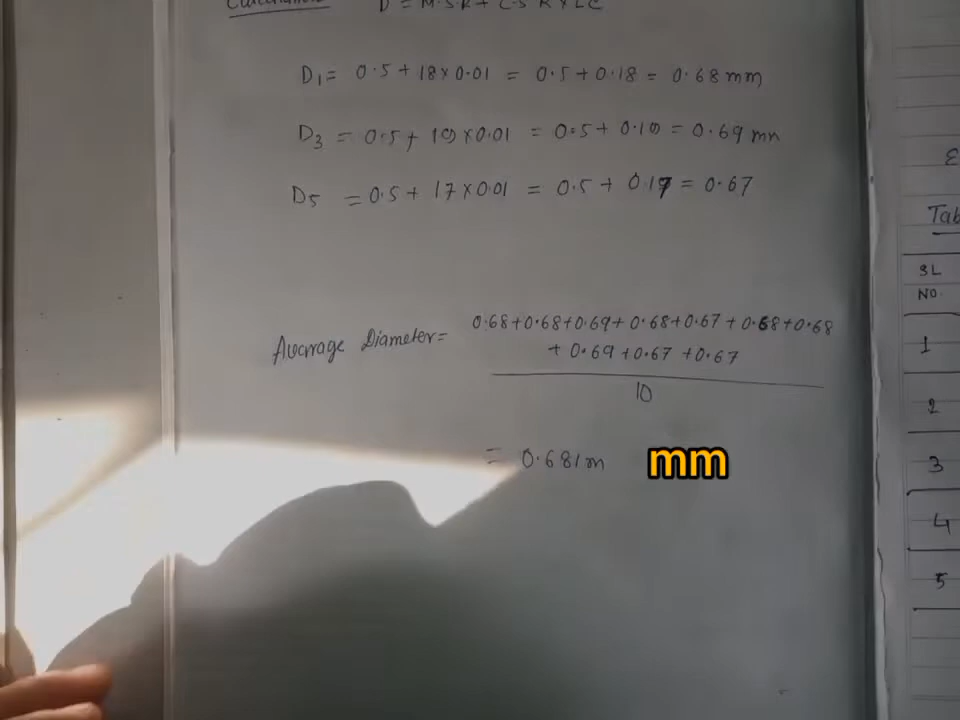 D = M.S.R + C.S R X LC
D1 = 0.5 + 18 x 0.01 = 0.5 + 0.18 = 0.68 mm
D3 = 0.5 + 19 x 0.01 = 0.5 + 0.19 = 0.69 mm
D5 = 0.5 + 17 x 0.01 = 0.5 + 0.17 = 0.67
Average Diameter = 0.68+0.68+0.69+0.68+0.67+0.68+0.68
+ 0.69 +0.67 +0.67
10
= 0.681m mm
Tab
SL
NO.
1
2
3
4
5